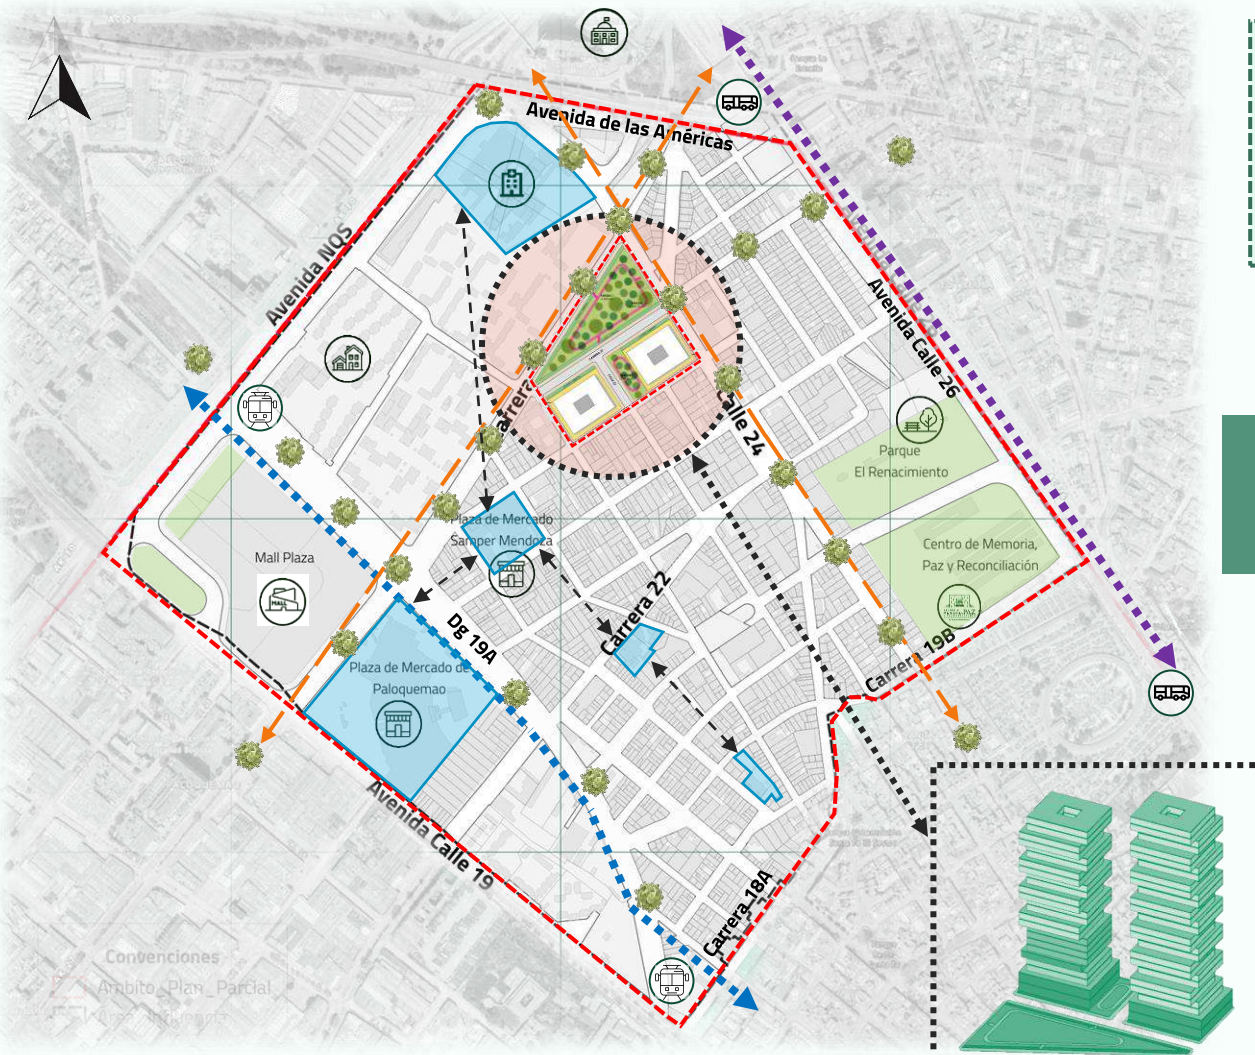 Avenida de las Américas
Avenida NQS
Avenida Calle 26
Calle 24
Parque
El Renacimiento
Plaza de Mercado
Samper Mendoza
Centro de Memoria,
Paz y Reconciliación
Mall Plaza
MALL
Carrera 22
Dg 19A
Carrera 19B
Plaza de Mercado de
Paloquemao
Avenida Calle 19
Carrera 18A
Convenciones
Ambito_Plan_Parcial